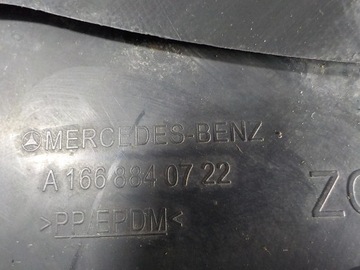 MERCEDES-BENZ
A 166 884 07 22
>PP/EPDM<